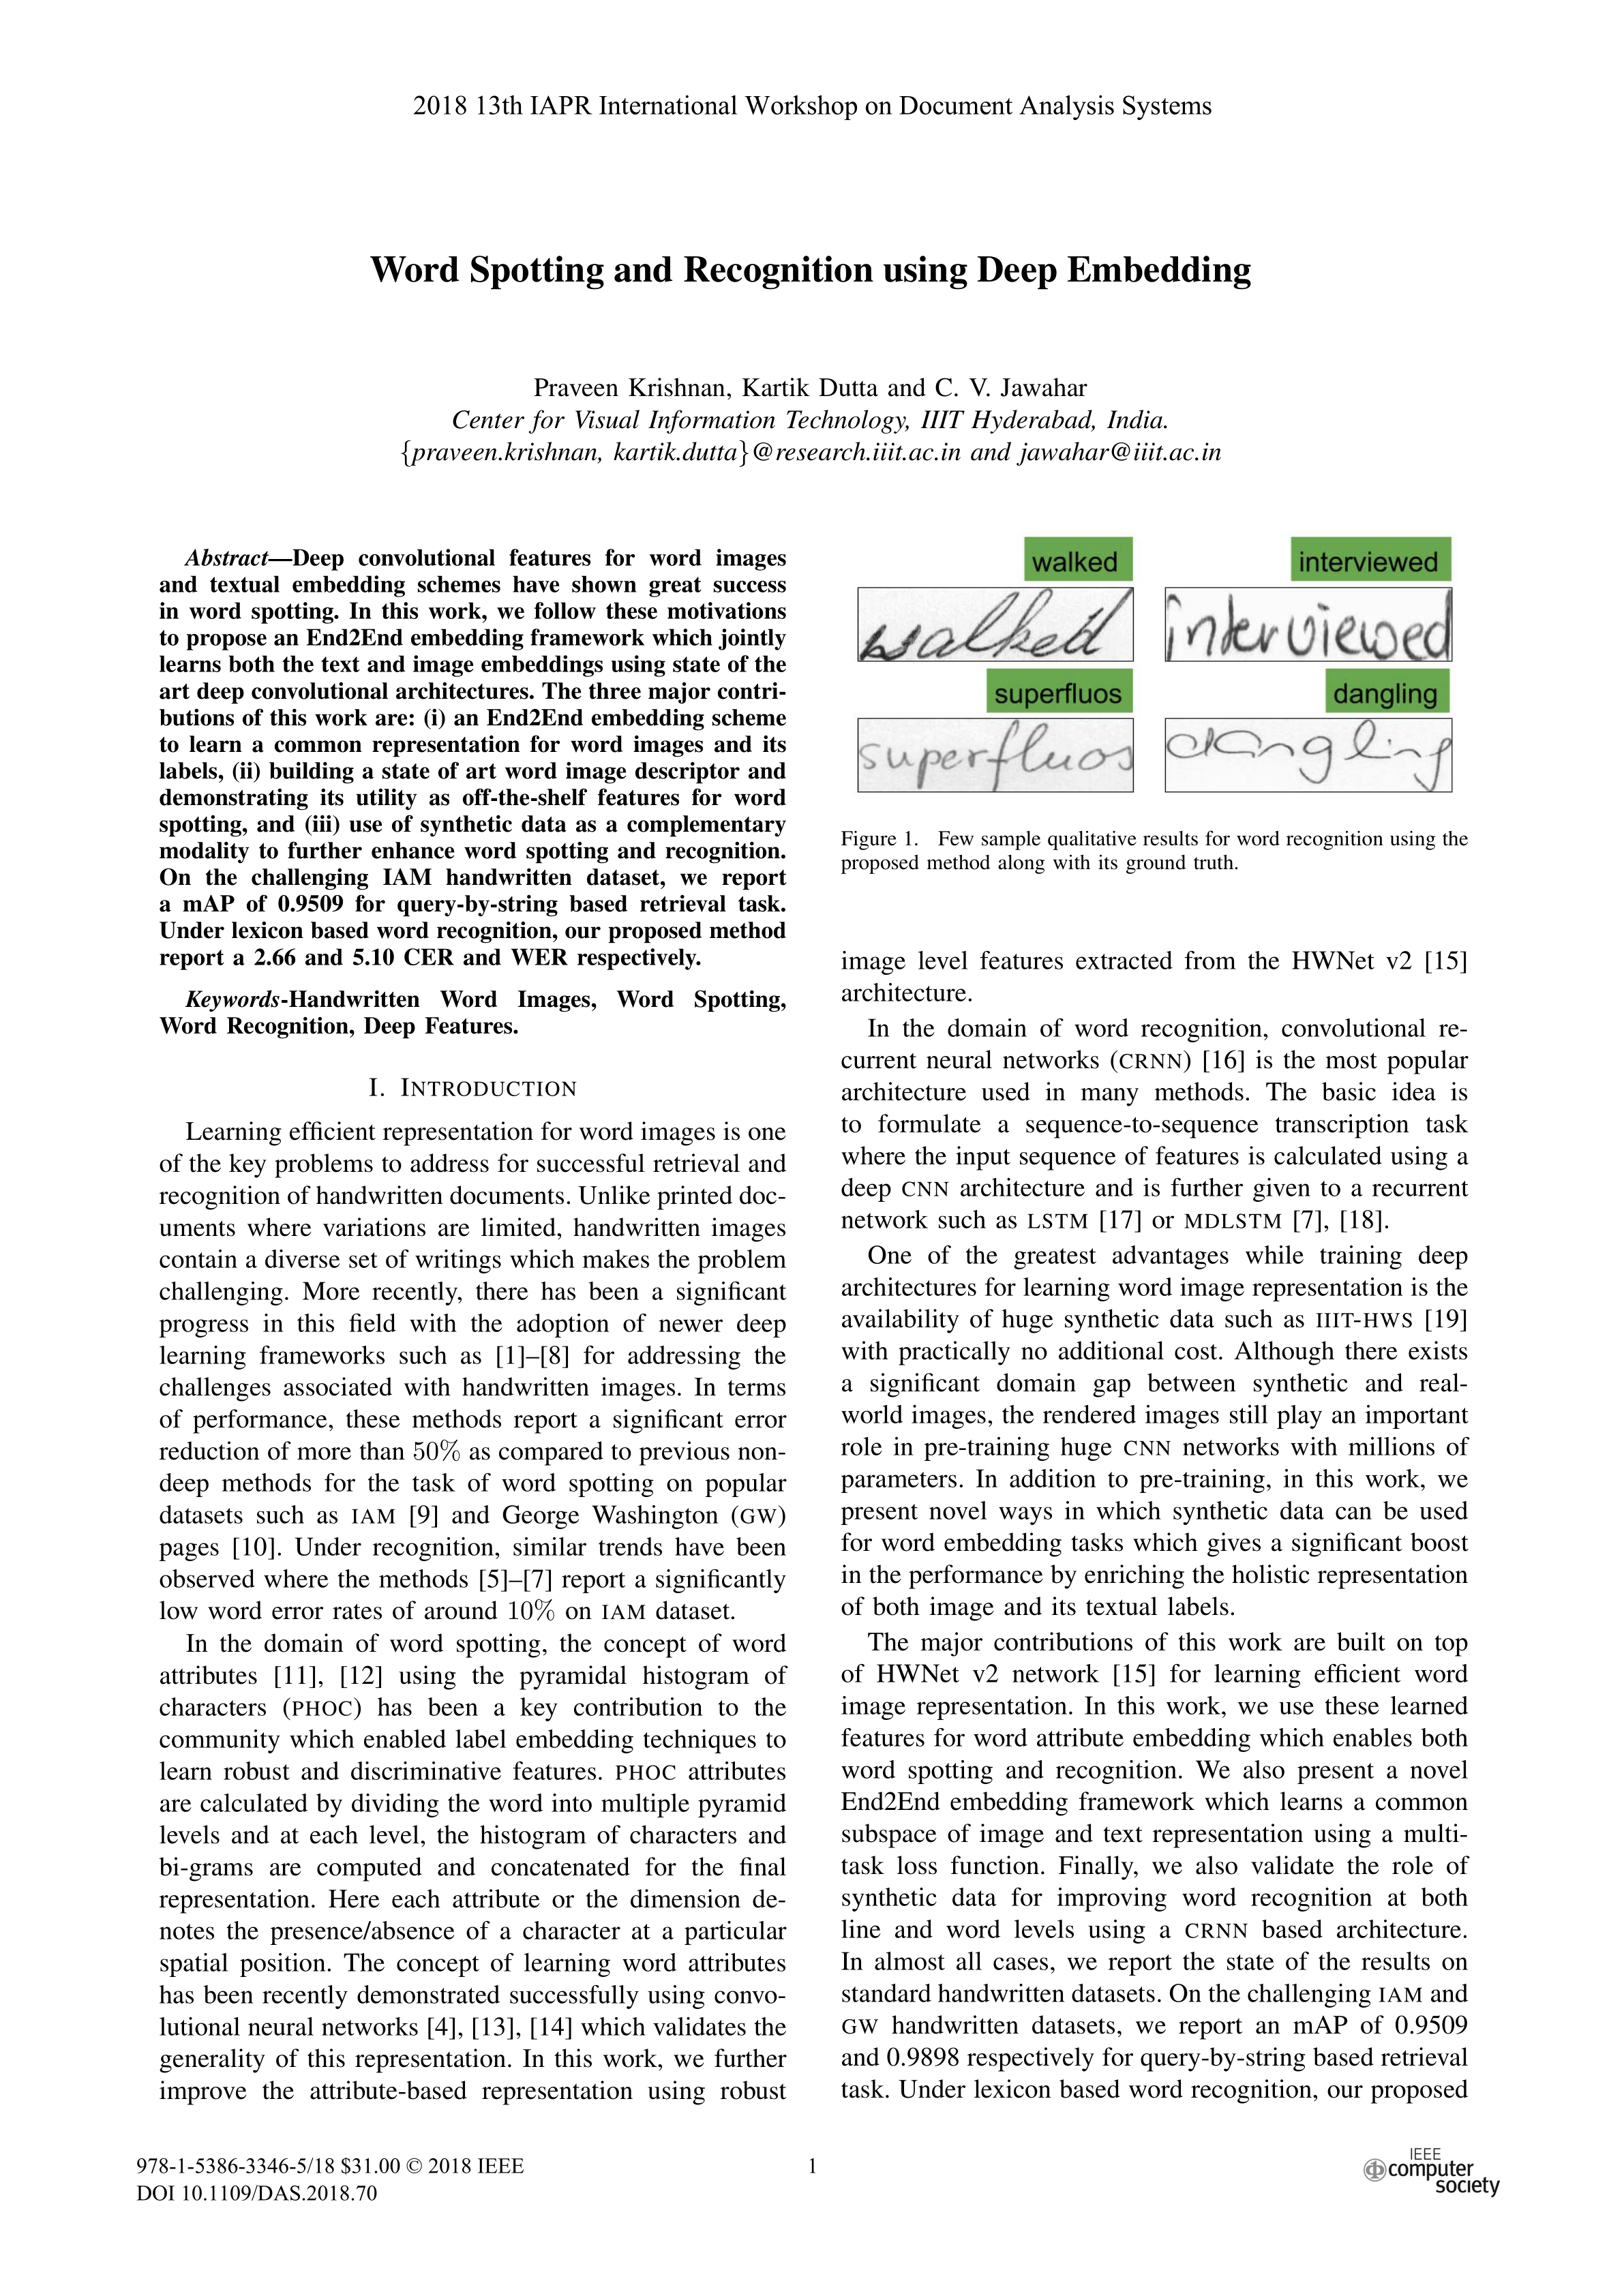 2018 13th IAPR International Workshop on Document Analysis Systems
Word Spotting and Recognition using Deep Embedding
Praveen Krishnan, Kartik Dutta and C. V. Jawahar
Center for Visual Information Technology, IIIT Hyderabad, India.
{praveen.krishnan, kartik.dutta}@research.iiit.ac.in and jawahar@iiit.ac.in
Abstract—Deep convolutional features for word images
and textual embedding schemes have shown great success
in word spotting. In this work, we follow these motivations
to propose an End2End embedding framework which jointly
learns both the text and image embeddings using state of the
art deep convolutional architectures. The three major contri-
butions of this work are: (i) an End2End embedding scheme
to learn a common representation for word images and its
labels, (ii) building a state of art word image descriptor and
demonstrating its utility as off-the-shelf features for word
spotting, and (iii) use of synthetic data as a complementary
modality to further enhance word spotting and recognition.
On the challenging IAM handwritten dataset, we report
a mAP of 0.9509 for query-by-string based retrieval task.
Under lexicon based word recognition, our proposed method
report a 2.66 and 5.10 CER and WER respectively.
Keywords-Handwritten Word Images, Word Spotting,
Word Recognition, Deep Features.
I. INTRODUCTION
Learning efficient representation for word images is one
of the key problems to address for successful retrieval and
recognition of handwritten documents. Unlike printed doc-
uments where variations are limited, handwritten images
contain a diverse set of writings which makes the problem
challenging. More recently, there has been a significant
progress in this field with the adoption of newer deep
learning frameworks such as [1]–[8] for addressing the
challenges associated with handwritten images. In terms
of performance, these methods report a significant error
reduction of more than 50% as compared to previous non-
deep methods for the task of word spotting on popular
datasets such as IAM [9] and George Washington (GW)
pages [10]. Under recognition, similar trends have been
observed where the methods [5]–[7] report a significantly
low word error rates of around 10% on IAM dataset.
In the domain of word spotting, the concept of word
attributes [11], [12] using the pyramidal histogram of
characters (PHOC) has been a key contribution to the
community which enabled label embedding techniques to
learn robust and discriminative features. PHOC attributes
are calculated by dividing the word into multiple pyramid
levels and at each level, the histogram of characters and
bi-grams are computed and concatenated for the final
representation. Here each attribute or the dimension de-
notes the presence/absence of a character at a particular
spatial position. The concept of learning word attributes
has been recently demonstrated successfully using convo-
lutional neural networks [4], [13], [14] which validates the
generality of this representation. In this work, we further
improve the attribute-based representation using robust
walked interviewed
walked interviewed
superfluos dangling
superfluos dangling
Figure 1. Few sample qualitative results for word recognition using the
proposed method along with its ground truth.
image level features extracted from the HWNet v2 [15]
architecture.
In the domain of word recognition, convolutional re-
current neural networks (CRNN) [16] is the most popular
architecture used in many methods. The basic idea is
to formulate a sequence-to-sequence transcription task
where the input sequence of features is calculated using a
deep CNN architecture and is further given to a recurrent
network such as LSTM [17] or MDLSTM [7], [18].
One of the greatest advantages while training deep
architectures for learning word image representation is the
availability of huge synthetic data such as IIIT-HWS [19]
with practically no additional cost. Although there exists
a significant domain gap between synthetic and real-
world images, the rendered images still play an important
role in pre-training huge CNN networks with millions of
parameters. In addition to pre-training, in this work, we
present novel ways in which synthetic data can be used
for word embedding tasks which gives a significant boost
in the performance by enriching the holistic representation
of both image and its textual labels.
The major contributions of this work are built on top
of HWNet v2 network [15] for learning efficient word
image representation. In this work, we use these learned
features for word attribute embedding which enables both
word spotting and recognition. We also present a novel
End2End embedding framework which learns a common
subspace of image and text representation using a multi-
task loss function. Finally, we also validate the role of
synthetic data for improving word recognition at both
line and word levels using a CRNN based architecture.
In almost all cases, we report the state of the results on
standard handwritten datasets. On the challenging IAM and
GW handwritten datasets, we report an mAP of 0.9509
and 0.9898 respectively for query-by-string based retrieval
task. Under lexicon based word recognition, our proposed
978-1-5386-3346-5/18 $31.00 © 2018 IEEE
DOI 10.1109/DAS.2018.70
1
IEEE
computer
society